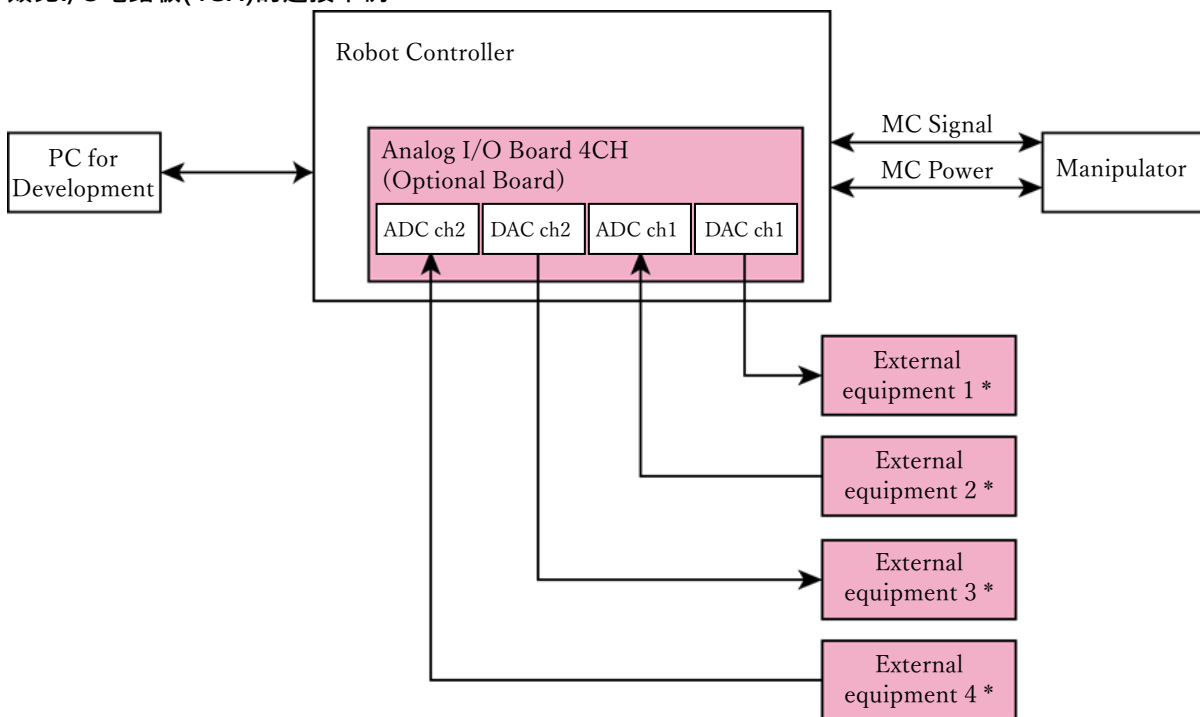 Robot Controller
Analog I/O Board 4CH
(Optional Board)
ADC ch2
DAC ch2
ADC ch1
DAC ch1
PC for
Development
MC Signal
MC Power
Manipulator
External
equipment 1 *
External
equipment 2 *
External
equipment 3 *
External
equipment 4 *